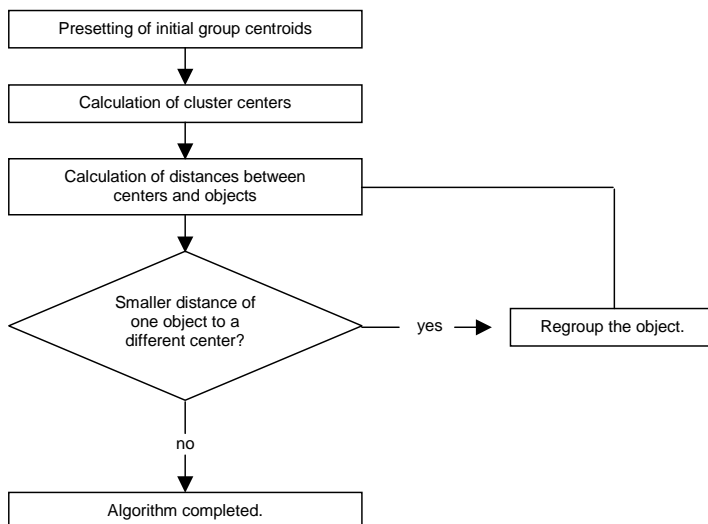 Presetting of initial group centroids
Calculation of cluster centers
Calculation of distances between
centers and objects
Smaller distance of
one object to a
different center?
yes
Regroup the object.
no
Algorithm completed.